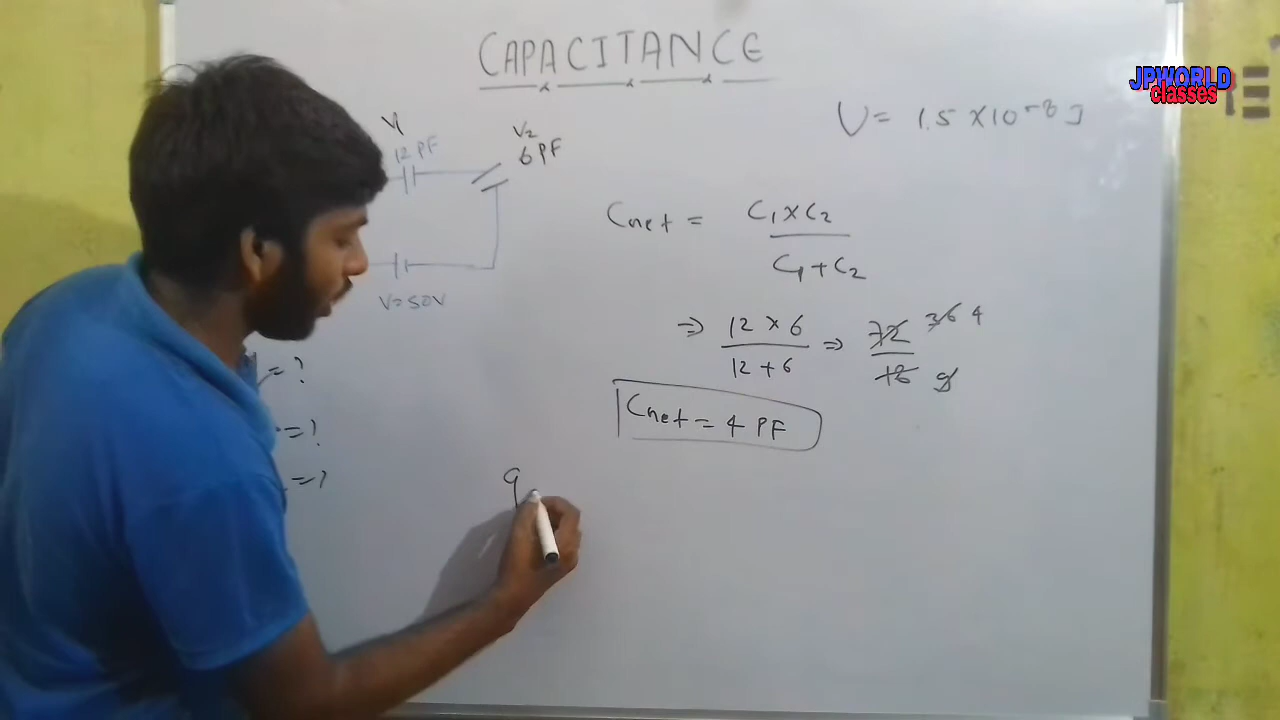 CAPACITANCE
JPWORLD
classes
U = 1.5 × 10⁻⁸ J
V₁
12 PF
V₂
6 PF
V=50V
Cnet = C₁×C₂ / C₁+C₂
⇒ 12 × 6 / 12 + 6 ⇒ 72 / 18 36 9 4
Cnet = 4 PF
=?
=?
=?
q